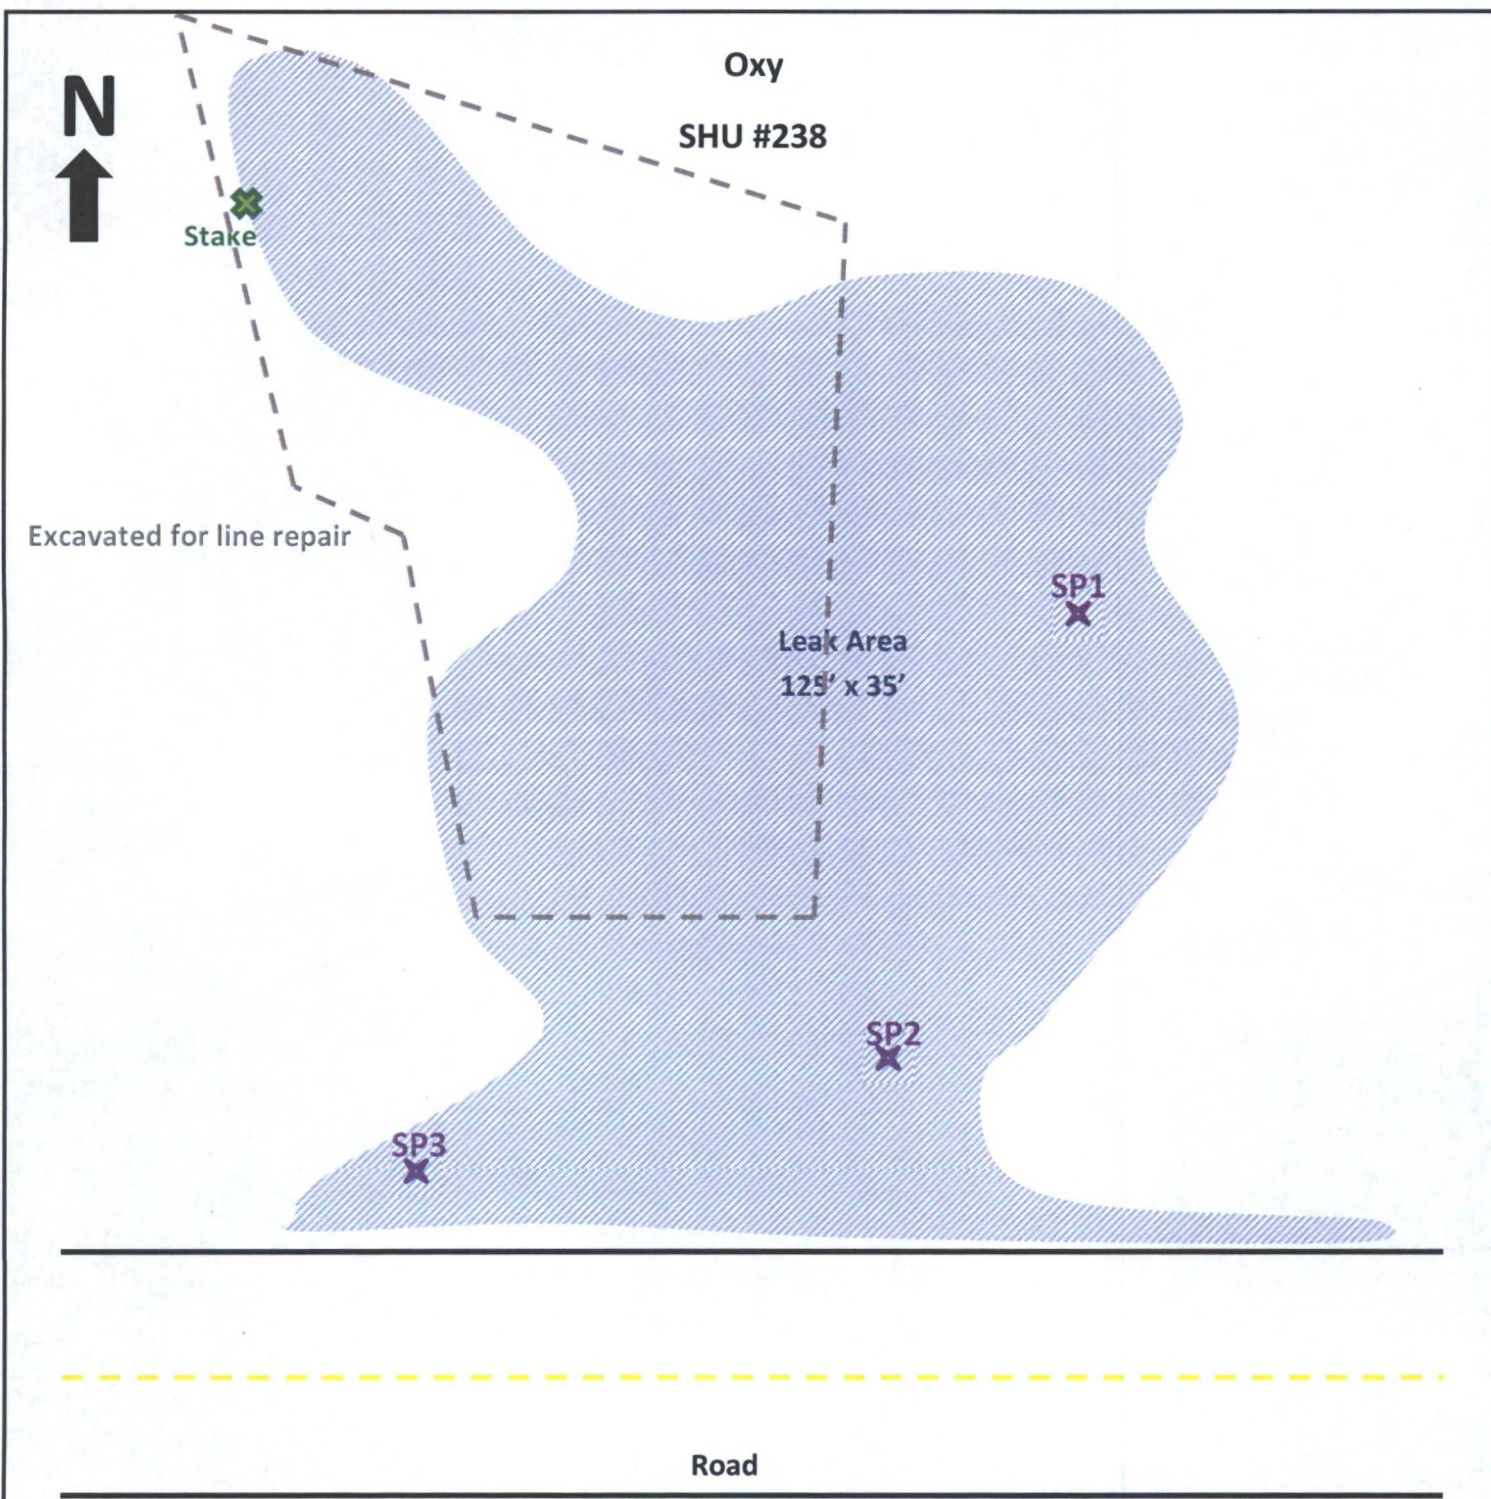 Oxy
SHU #238
N
Stake
Excavated for line repair
SP1
Leak Area
125’ x 35’
SP2
SP3
Road